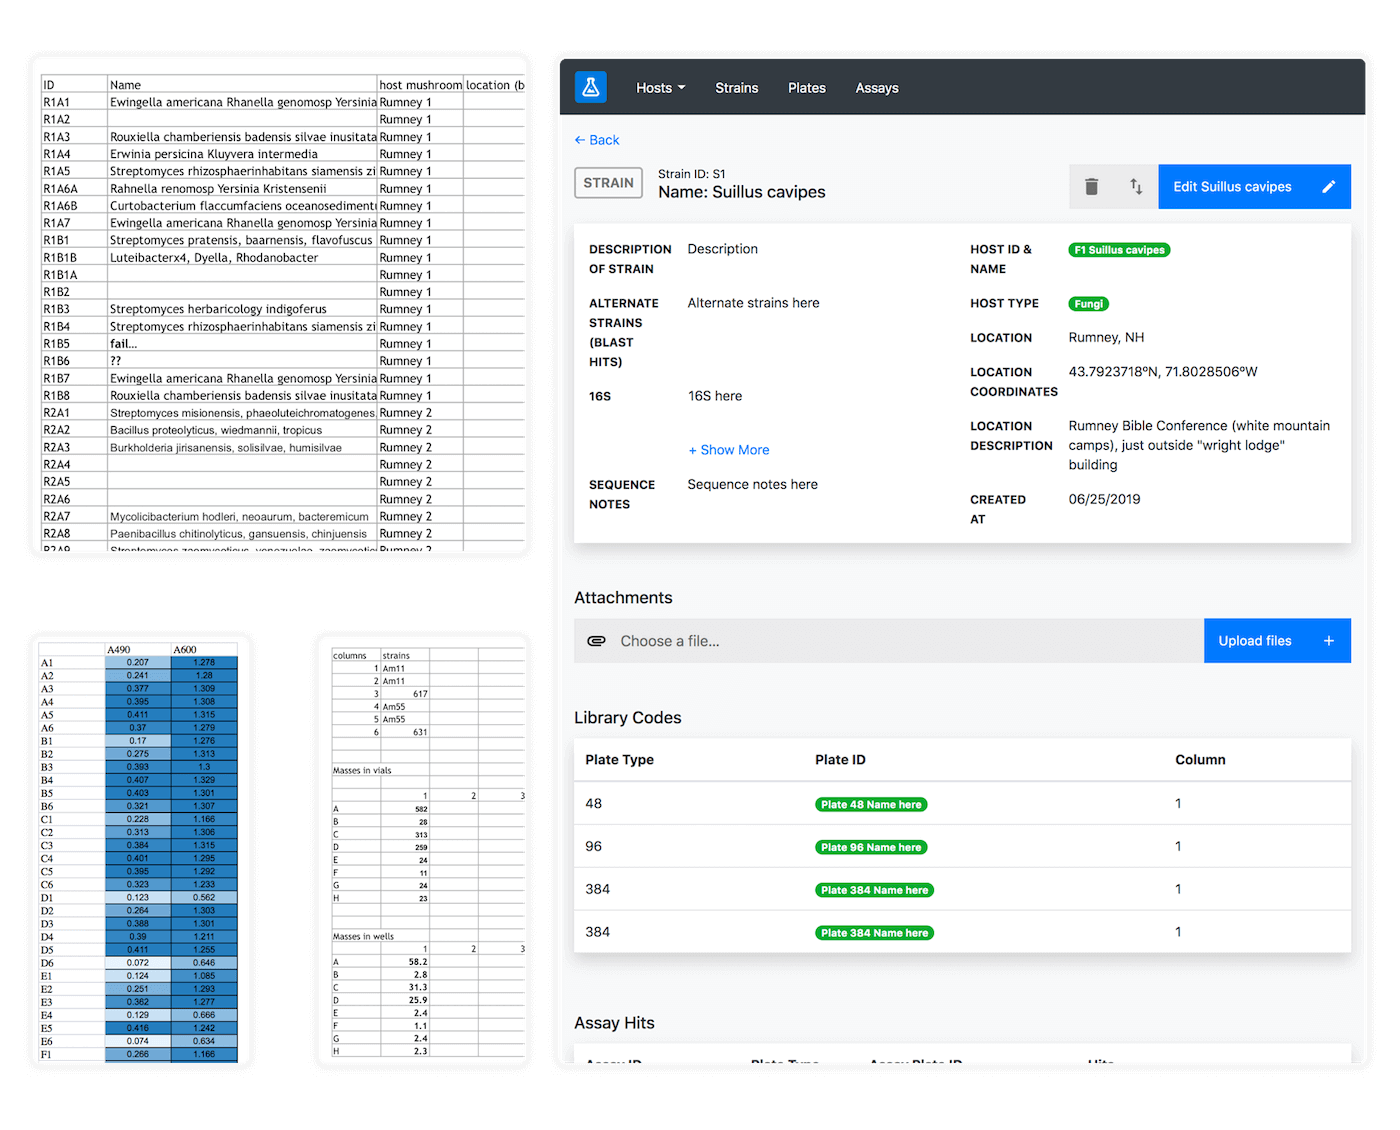 ID Name host mushroom location (b
R1A1 Ewingella americana Rhanella genomosp Yersinia Rumney 1
R1A2 Rumney 1
R1A3 Rouxiella chamberiensis badensis silvae inusitata Rumney 1
R1A4 Erwinia persicina Kluyvera intermedia Rumney 1
R1A5 Streptomyces rhizosphaerinhabitans siamensis zi Rumney 1
R1A6A Rahnella renomosp Yersinia Kristensenii Rumney 1
R1A6B Curtobacterium flaccumfaciens oceanosedimentu Rumney 1
R1A7 Ewingella americana Rhanella genomosp Yersinia Rumney 1
R1B1 Streptomyces pratensis, baarnensis, flavofuscus Rumney 1
R1B1B Luteibacterx4, Dyella, Rhodanobacter Rumney 1
R1B1A Rumney 1
R1B2 Rumney 1
R1B3 Streptomyces herbaricology indigoferus Rumney 1
R1B4 Streptomyces rhizosphaerinhabitans siamensis zi Rumney 1
R1B5 fail... Rumney 1
R1B6 ?? Rumney 1
R1B7 Ewingella americana Rhanella genomosp Yersinia Rumney 1
R1B8 Rouxiella chamberiensis badensis silvae inusitata Rumney 1
R2A1 Streptomyces misionensis, phaeoluteichromatogenes, Rumney 2
R2A2 Bacillus proteolyticus, wiedmannii, tropicus Rumney 2
R2A3 Burkholderia jirisanensis, solisilvae, humisilvae Rumney 2
R2A4 Rumney 2
R2A5 Rumney 2
R2A6 Rumney 2
R2A7 Mycolicibacterium hodleri, neoaurum, bacteremicum Rumney 2
R2A8 Paenibacillus chitinolyticus, gansuensis, chinjuensis Rumney 2
R2A9 Streptomyces zaomyceticus, venezuelae, zaomycetic Rumney 2
A490 A600
A1 0.207 1.278
A2 0.241 1.28
A3 0.377 1.309
A4 0.395 1.308
A5 0.411 1.315
A6 0.37 1.279
B1 0.17 1.276
B2 0.275 1.313
B3 0.393 1.3
B4 0.407 1.329
B5 0.403 1.301
B6 0.321 1.307
C1 0.228 1.166
C2 0.313 1.306
C3 0.384 1.315
C4 0.401 1.295
C5 0.395 1.292
C6 0.323 1.233
D1 0.123 0.562
D2 0.264 1.303
D3 0.388 1.301
D4 0.39 1.211
D5 0.411 1.255
D6 0.072 0.646
E1 0.124 1.085
E2 0.251 1.293
E3 0.362 1.277
E4 0.129 0.666
E5 0.416 1.242
E6 0.074 0.634
F1 0.266 1.166
columns strains
1 Am11
2 Am11
3 617
4 Am55
5 Am55
6 631
Masses in vials
1 2 3
A 582
B 28
C 313
D 259
E 24
F 11
G 24
H 23
Masses in wells
1 2 3
A 58.2
B 2.8
C 31.3
D 25.9
E 2.4
F 1.1
G 2.4
H 2.3
Hosts Strains Plates Assays
← Back
STRAIN
Strain ID: S1
Name: Suillus cavipes
Edit Suillus cavipes
DESCRIPTION OF STRAIN Description
ALTERNATE STRAINS (BLAST HITS) Alternate strains here
16S 16S here
+ Show More
SEQUENCE NOTES Sequence notes here
HOST ID & NAME F1 Suillus cavipes
HOST TYPE Fungi
LOCATION Rumney, NH
LOCATION COORDINATES 43.7923718°N, 71.8028506°W
LOCATION DESCRIPTION Rumney Bible Conference (white mountain
camps), just outside "wright lodge"
building
CREATED AT 06/25/2019
Attachments
Choose a file... Upload files +
Library Codes
Plate Type Plate ID Column
48 Plate 48 Name here 1
96 Plate 96 Name here 1
384 Plate 384 Name here 1
384 Plate 384 Name here 1
Assay Hits
Assay ID Plate Type Assay Plate ID Hits